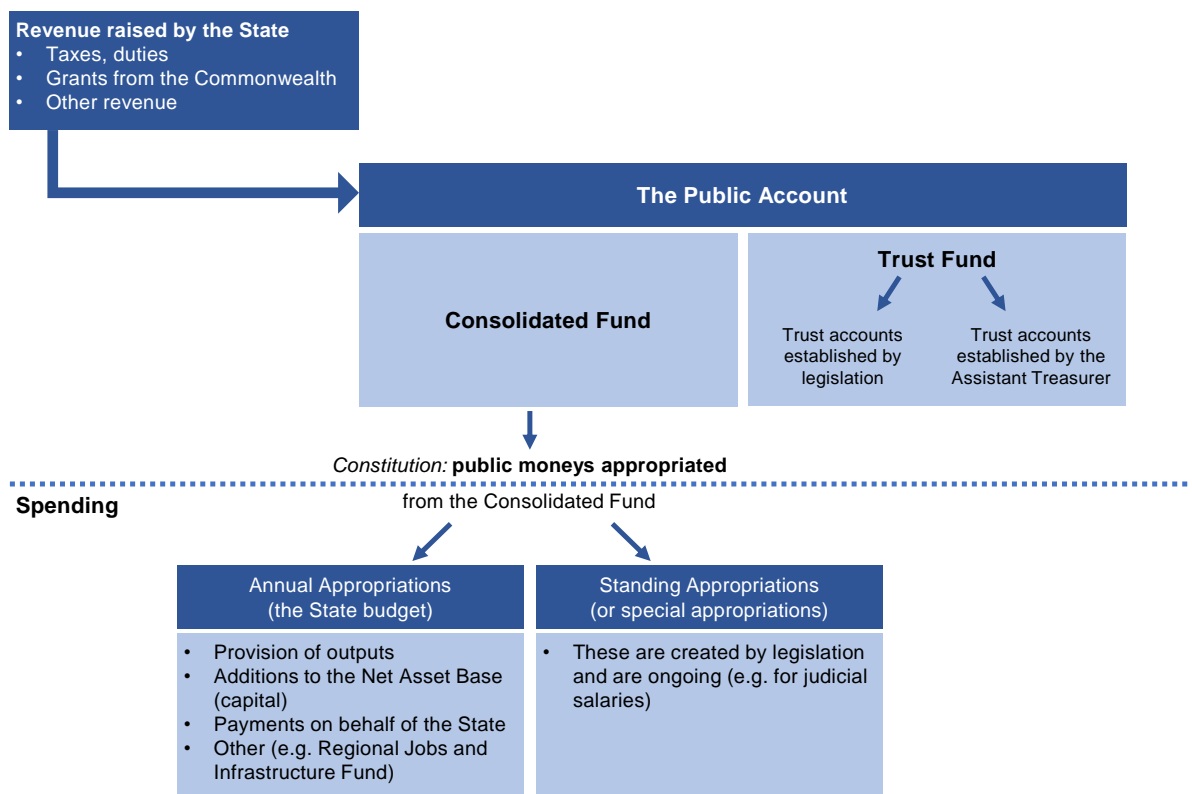 Revenue raised by the State
• Taxes, duties
• Grants from the Commonwealth
• Other revenue
The Public Account
Consolidated Fund
Trust Fund
Trust accounts
established by
legislation
Trust accounts
established by the
Assistant Treasurer
Constitution: public moneys appropriated
Spending
from the Consolidated Fund
Annual Appropriations
(the State budget)
• Provision of outputs
• Additions to the Net Asset Base
(capital)
• Payments on behalf of the State
• Other (e.g. Regional Jobs and
Infrastructure Fund)
Standing Appropriations
(or special appropriations)
• These are created by legislation
and are ongoing (e.g. for judicial
salaries)